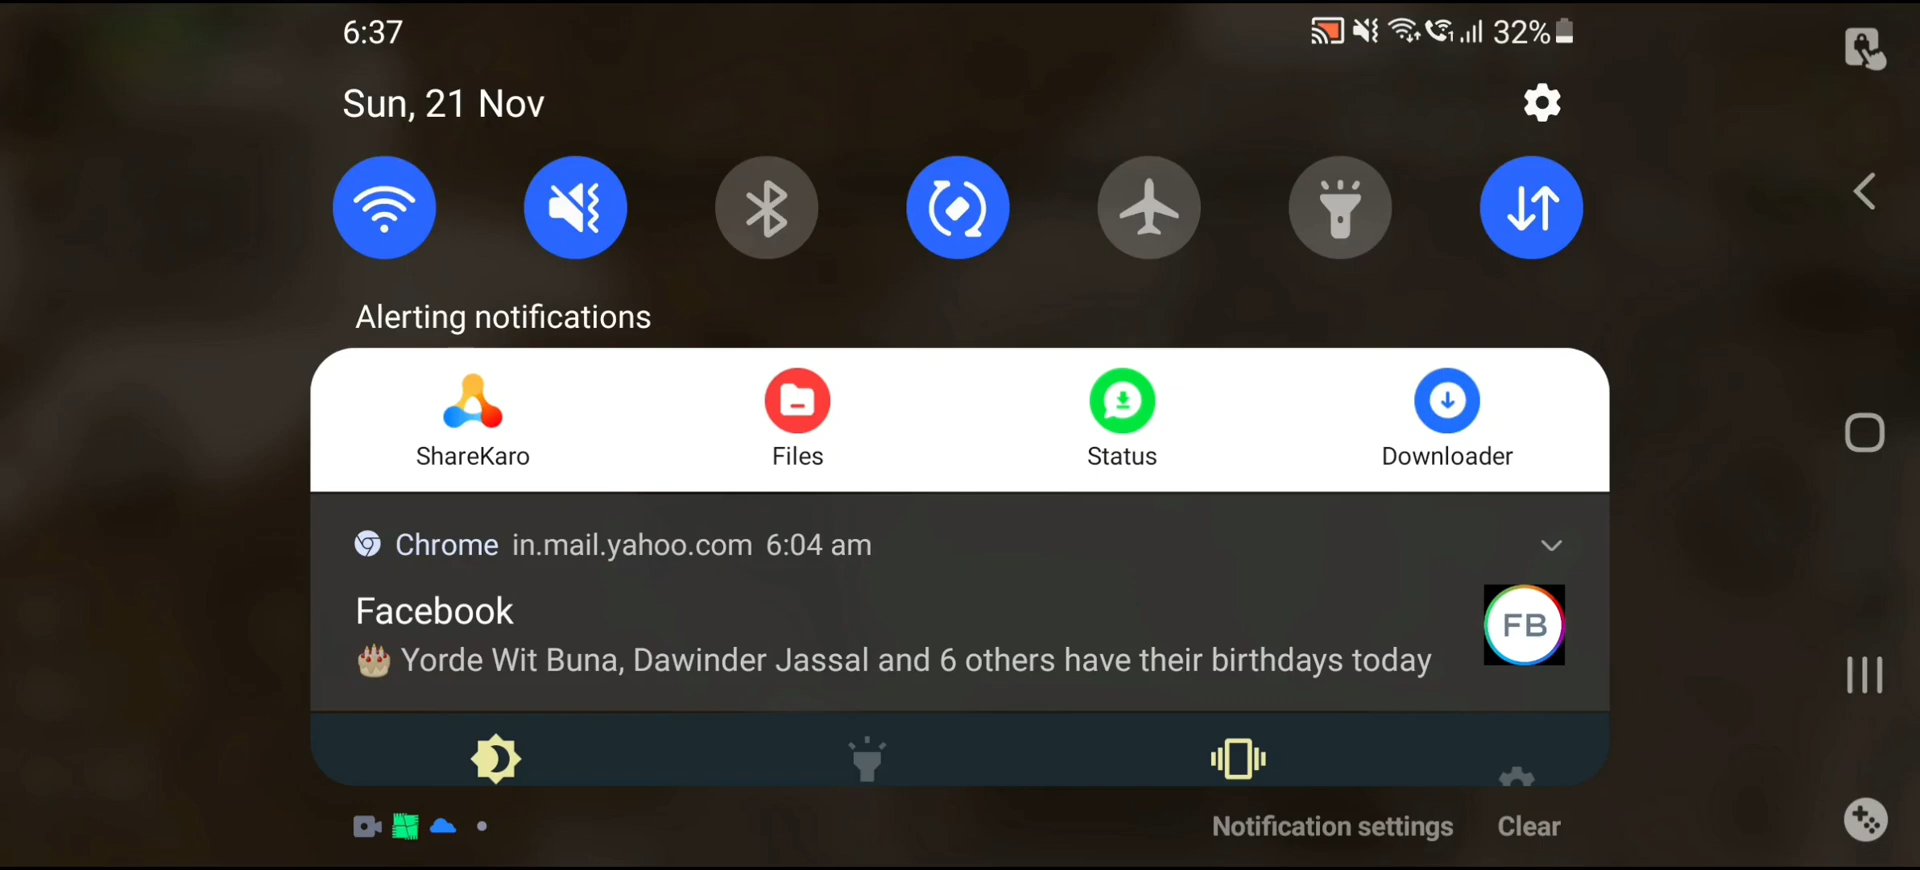 6:37
32%
Sun, 21 Nov
Alerting notifications
ShareKaro
Files
Status
Downloader
Chrome in.mail.yahoo.com 6:04 am
Facebook
FB
🎂 Yorde Wit Buna, Dawinder Jassal and 6 others have their birthdays today
Notification settings
Clear